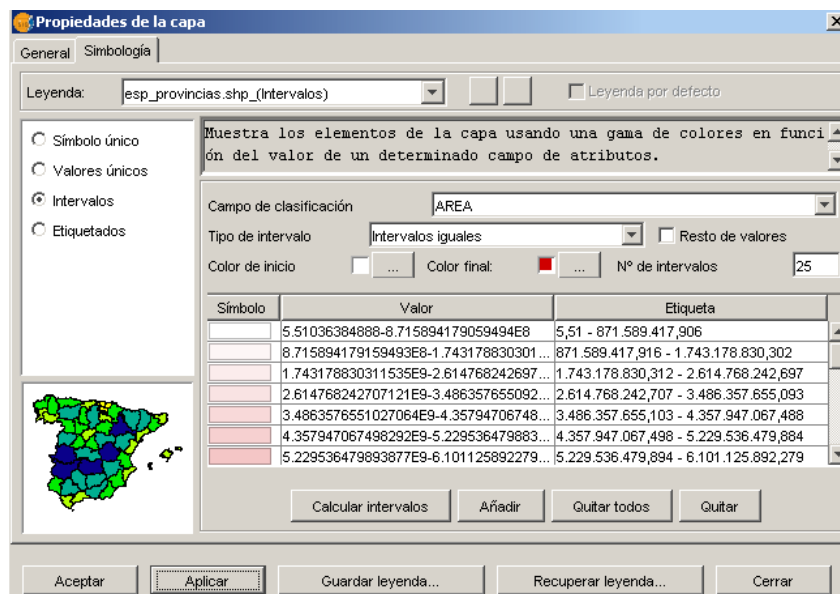 Propiedades de la capa
General Simbología
Leyenda: esp_provincias.shp_(Intervalos) Leyenda por defecto
Símbolo único
Valores únicos
Intervalos
Etiquetados
Muestra los elementos de la capa usando una gama de colores en funci
ón del valor de un determinado campo de atributos.
Campo de clasificación AREA
Tipo de intervalo Intervalos iguales Resto de valores
Color de inicio ... Color final: ... Nº de intervalos 25
Símbolo Valor Etiqueta
5.51036384888-8.715894179059494E8 5,51 - 871.589.417,906
8.715894179159493E8-1.743178830301... 871.589.417,916 - 1.743.178.830,302
1.743178830311535E9-2.614768242697... 1.743.178.830,312 - 2.614.768.242,697
2.614768242707121E9-3.486357655092... 2.614.768.242,707 - 3.486.357.655,093
3.4863576551027064E9-4.35794706748... 3.486.357.655,103 - 4.357.947.067,488
4.357947067498292E9-5.229536479883... 4.357.947.067,498 - 5.229.536.479,884
5.229536479893877E9-6.101125892279... 5.229.536.479,894 - 6.101.125.892,279
Calcular intervalos Añadir Quitar todos Quitar
Aceptar Aplicar Guardar leyenda... Recuperar leyenda... Cerrar